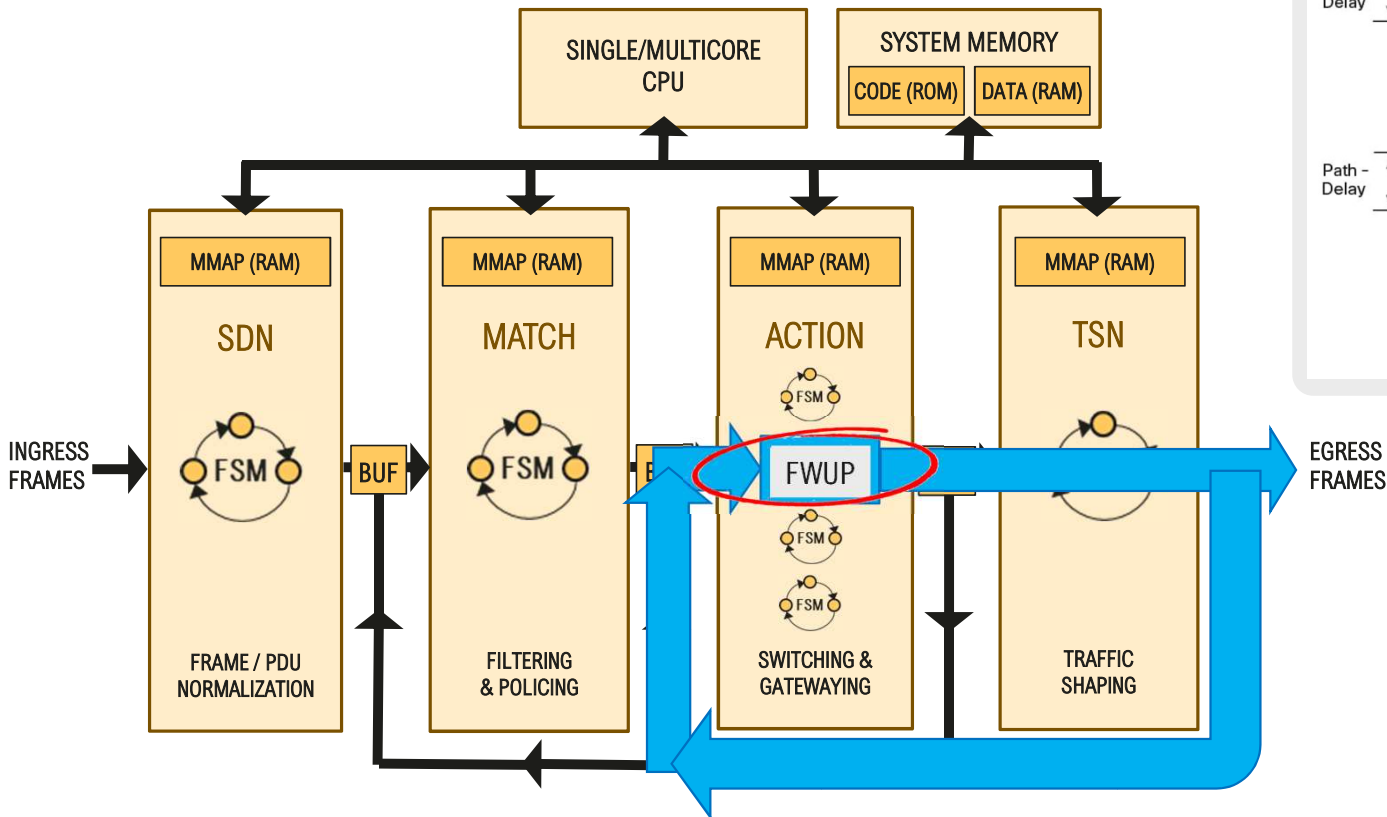 Delay
SINGLE/MULTICORE
CPU
SYSTEM MEMORY
CODE (ROM)
DATA (RAM)
Path -
Delay
MMAP (RAM)
MMAP (RAM)
MMAP (RAM)
MMAP (RAM)
SDN
MATCH
ACTION
TSN
FSM
INGRESS
FRAMES
FSM
BUF
FSM
FWUP
EGRESS
FRAMES
FSM
FSM
FRAME / PDU
NORMALIZATION
FILTERING
& POLICING
SWITCHING &
GATEWAYING
TRAFFIC
SHAPING